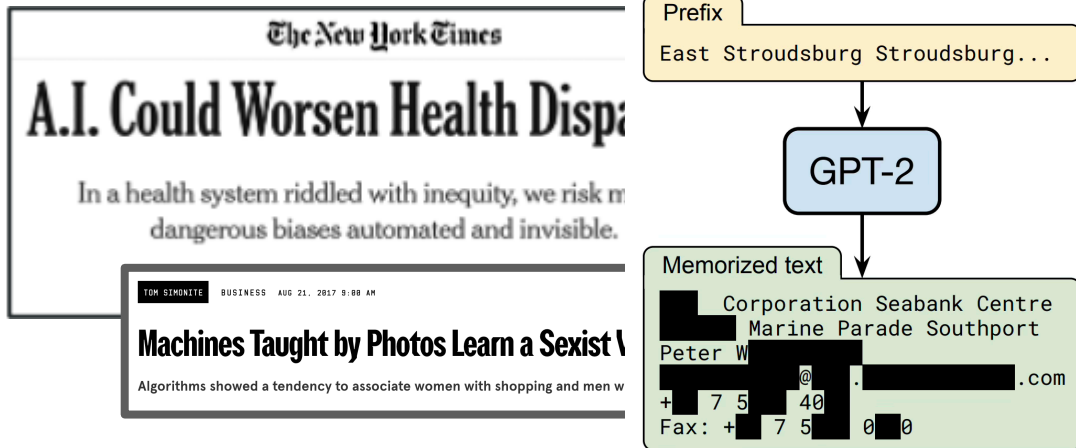 The New York Times
A.I. Could Worsen Health Dispa
In a health system riddled with inequity, we risk m
dangerous biases automated and invisible.
TOM SIMONITE BUSINESS AUG 21, 2017 9:00 AM
Machines Taught by Photos Learn a Sexist V
Algorithms showed a tendency to associate women with shopping and men w
Prefix
East Stroudsburg Stroudsburg...
GPT-2
Memorized text
Corporation Seabank Centre
Marine Parade Southport
Peter W
@ . .com
+ 7 5 40
Fax: + 7 5 0 0